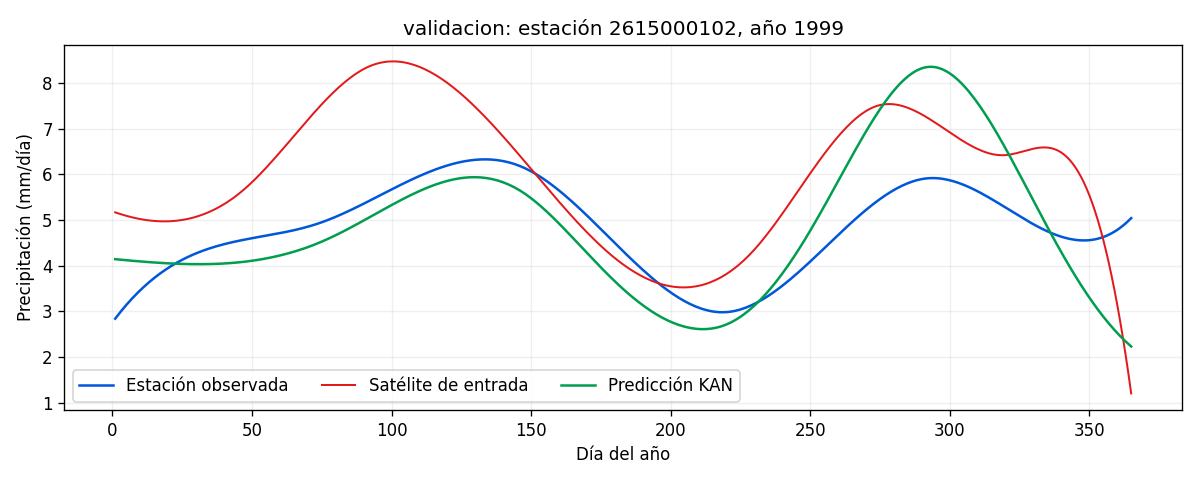 validacion: estación 2615000102, año 1999
Precipitación (mm/día)
8
7
6
5
4
3
2
1
Estación observada
Satélite de entrada
Predicción KAN
0
50
100
150
200
250
300
350
Día del año